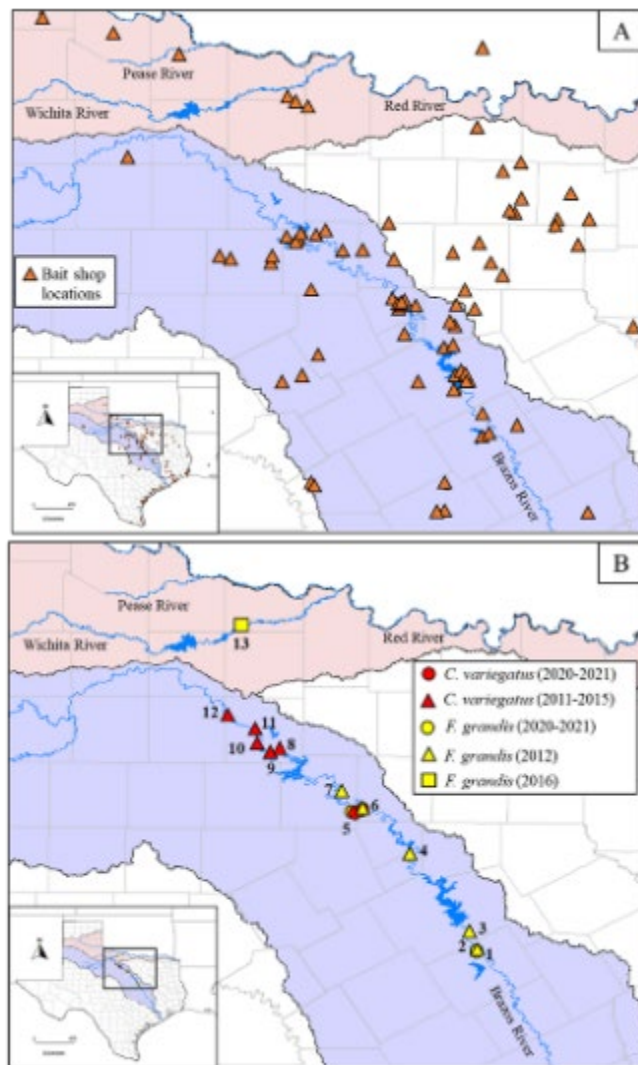 A
Pease River
Wichita River
Red River
Bait shop
locations
Brazos River
B
Pease River
Wichita River
Red River
13
C. variegatus (2020-2021)
C. variegatus (2011-2015)
F. grandis (2020-2021)
F. grandis (2012)
F. grandis (2016)
12
11
10
8
9
7
6
5
4
3
2
1
Brazos River